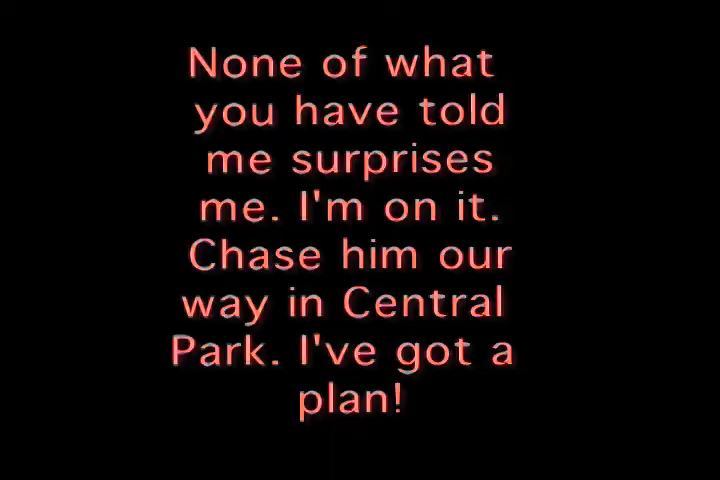 None of what
you have told
me surprises
me. I'm on it.
Chase him our
way in Central
Park. I've got a
plan!